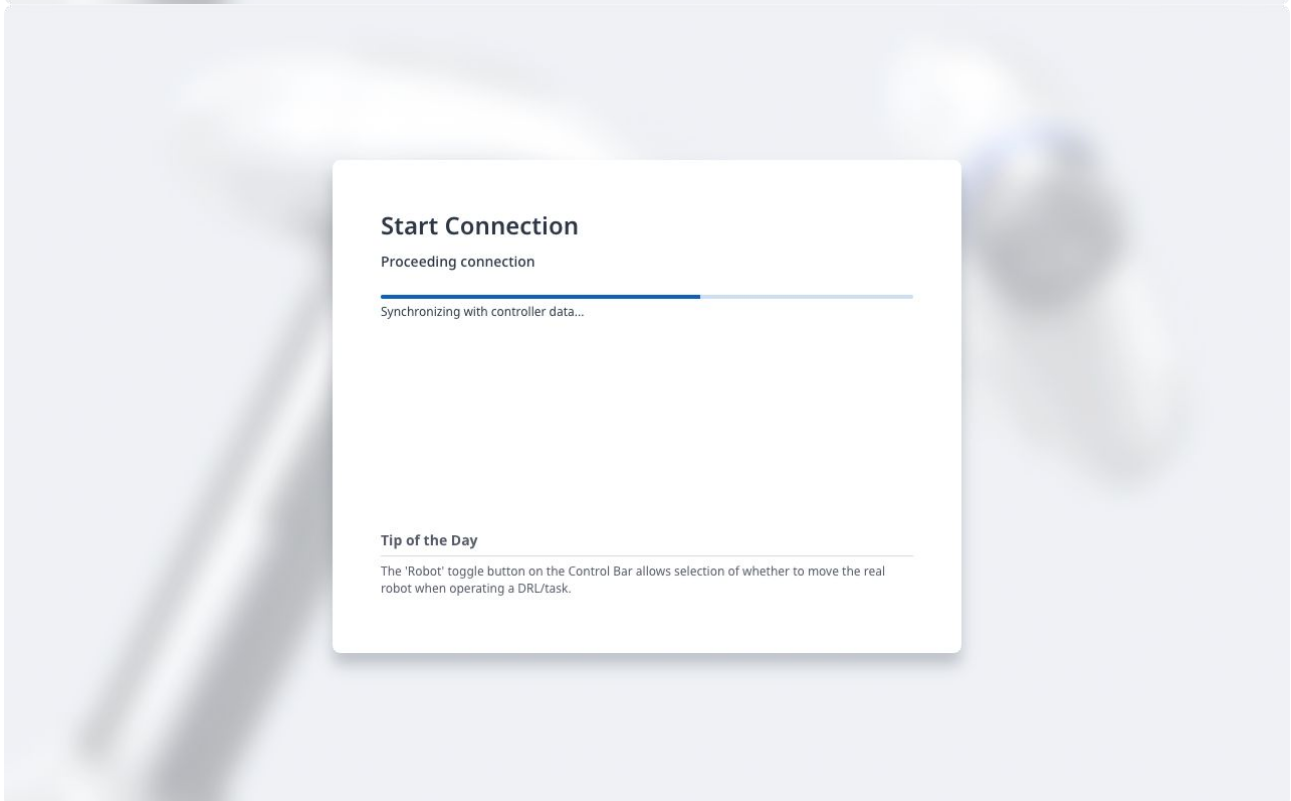 Start Connection
Proceeding connection
Synchronizing with controller data...
Tip of the Day
The 'Robot' toggle button on the Control Bar allows selection of whether to move the real
robot when operating a DRL/task.